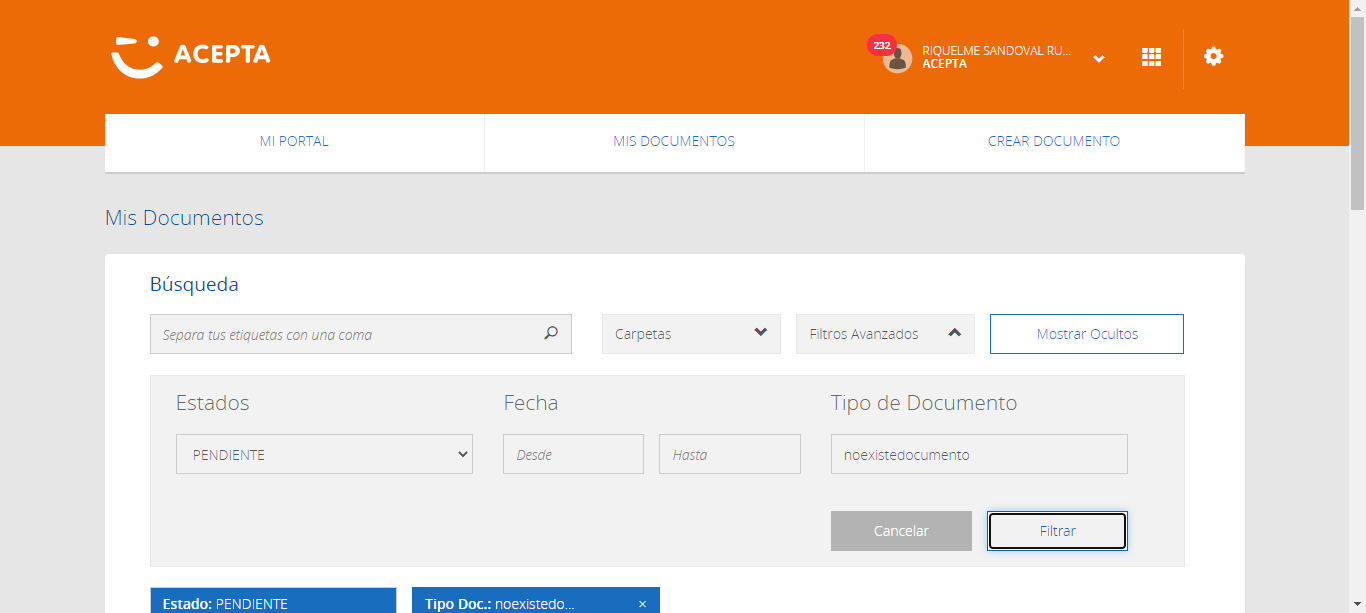 ACEPTA
232
RIQUELME SANDOVAL RU...
ACEPTA
MI PORTAL
MIS DOCUMENTOS
CREAR DOCUMENTO
Mis Documentos
Búsqueda
Separa tus etiquetas con una coma
Carpetas
Filtros Avanzados
Mostrar Ocultos
Estados
Fecha
Tipo de Documento
PENDIENTE
Desde
Hasta
noexistedocumento
Cancelar
Filtrar
Estado: PENDIENTE
Tipo Doc.: noexistedo... ×